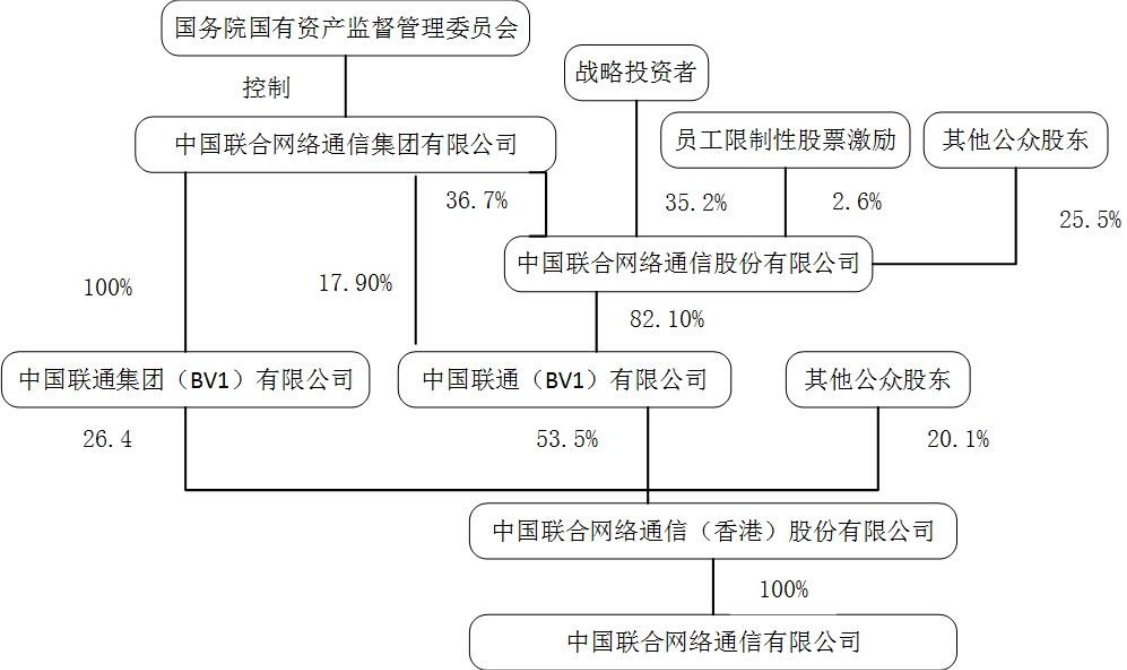 国务院国有资产监督管理委员会
控制
战略投资者
中国联合网络通信集团有限公司
员工限制性股票激励
其他公众股东
36.7%
35.2%
2.6%
25.5%
中国联合网络通信股份有限公司
100%
17.90%
82.10%
中国联通集团（BV1）有限公司
中国联通（BV1）有限公司
其他公众股东
26.4
53.5%
20.1%
中国联合网络通信（香港）股份有限公司
100%
中国联合网络通信有限公司